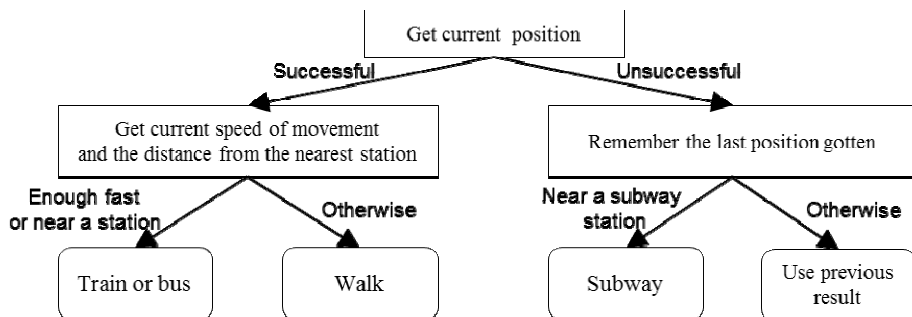 Get current position
Successful
Unsuccessful
Get current speed of movement
and the distance from the nearest station
Remember the last position gotten
Enough fast
or near a station
Otherwise
Near a subway
station
Otherwise
Train or bus
Walk
Subway
Use previous
result